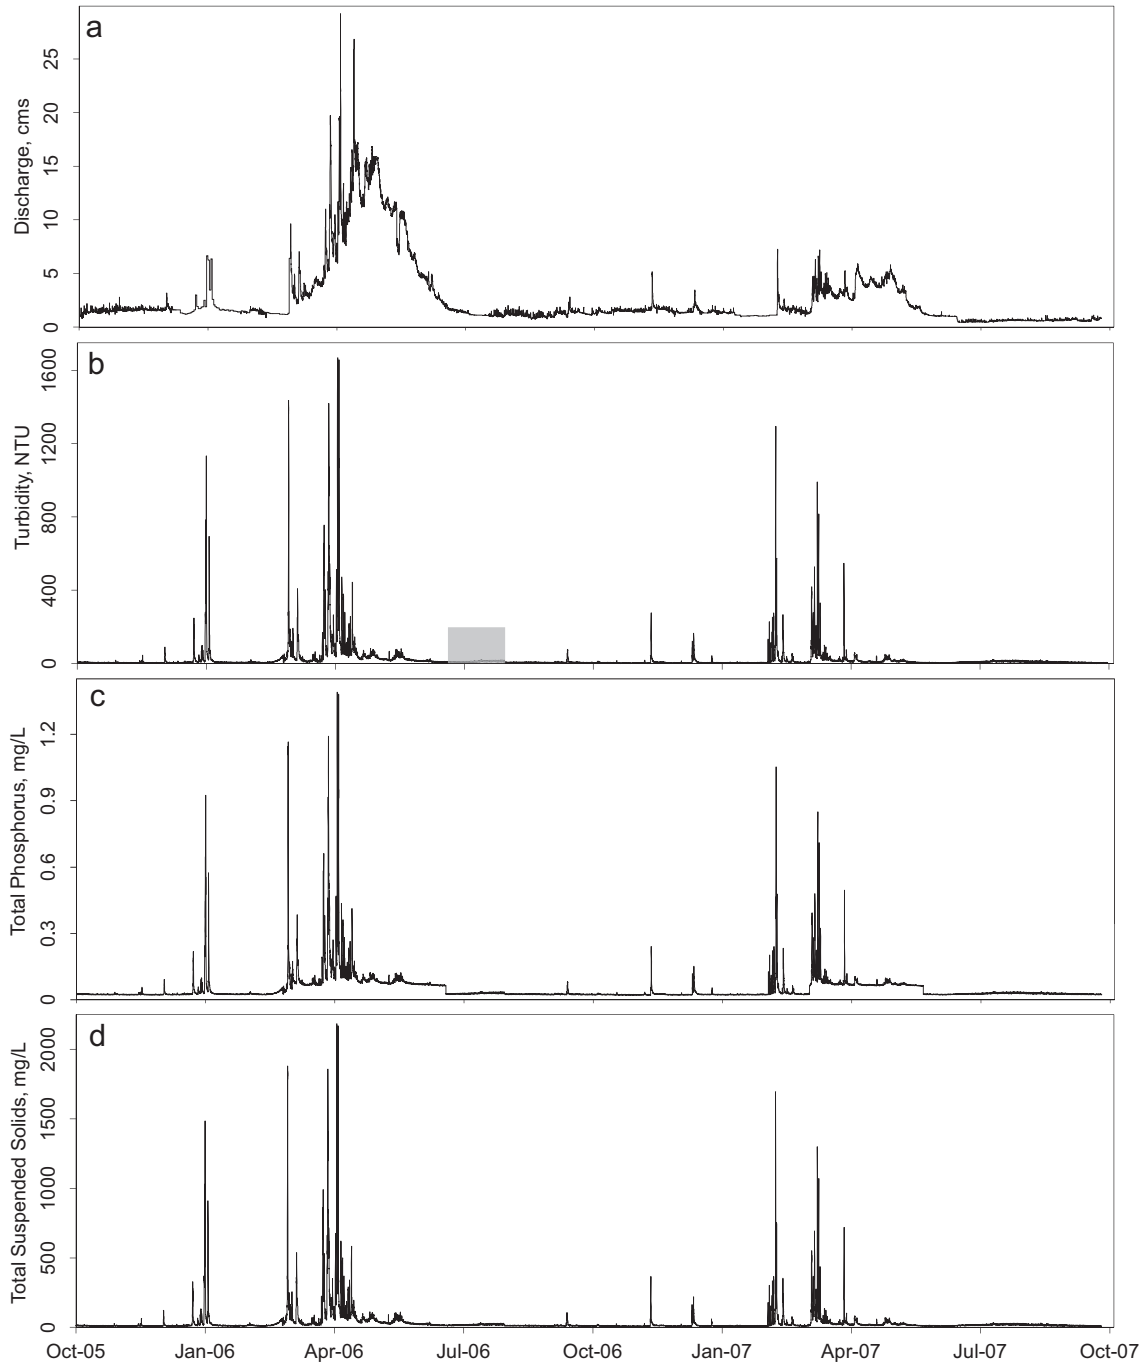 a
25
20
15
10
5
0
Discharge, cms
b
1600
1200
800
400
0
Turbidity, NTU
c
1.2
0.9
0.6
0.3
0
Total Phosphorus, mg/L
d
2000
1500
1000
500
0
Total Suspended Solids, mg/L
Oct-05 Jan-06 Apr-06 Jul-06 Oct-06 Jan-07 Apr-07 Jul-07 Oct-07